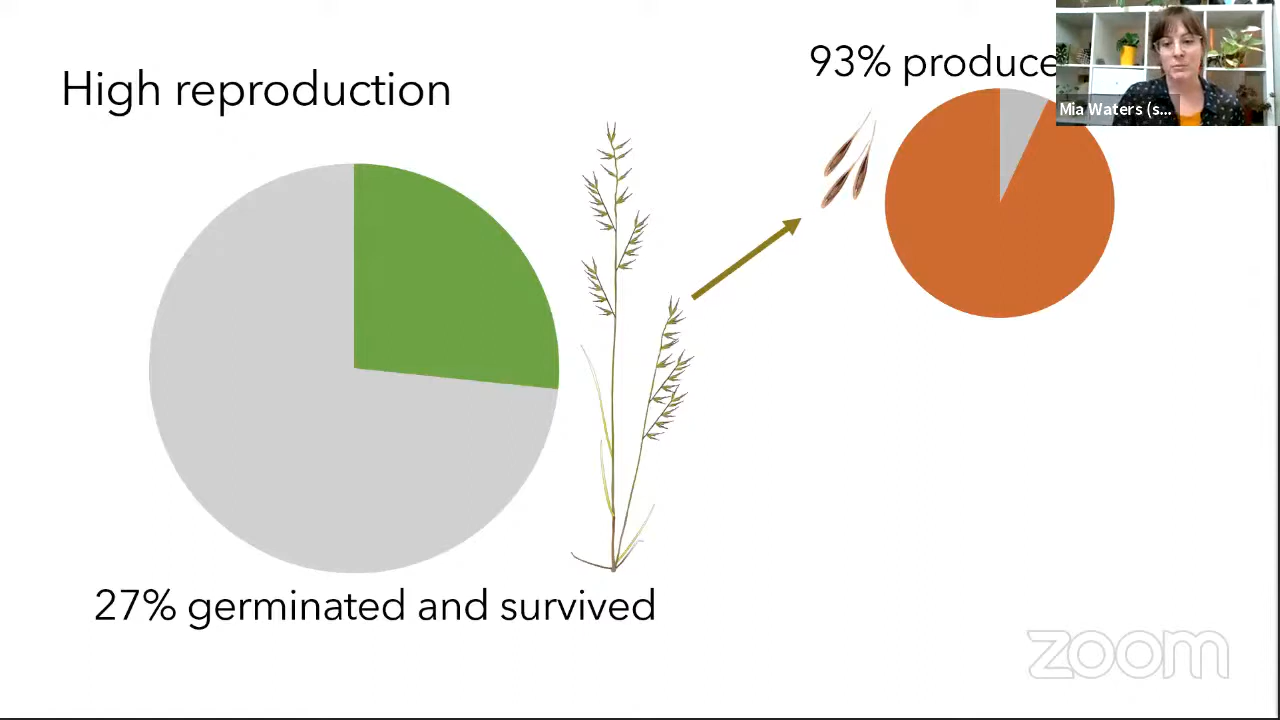 High reproduction
93% produce
Mia Waters (s...
27% germinated and survived
zoom